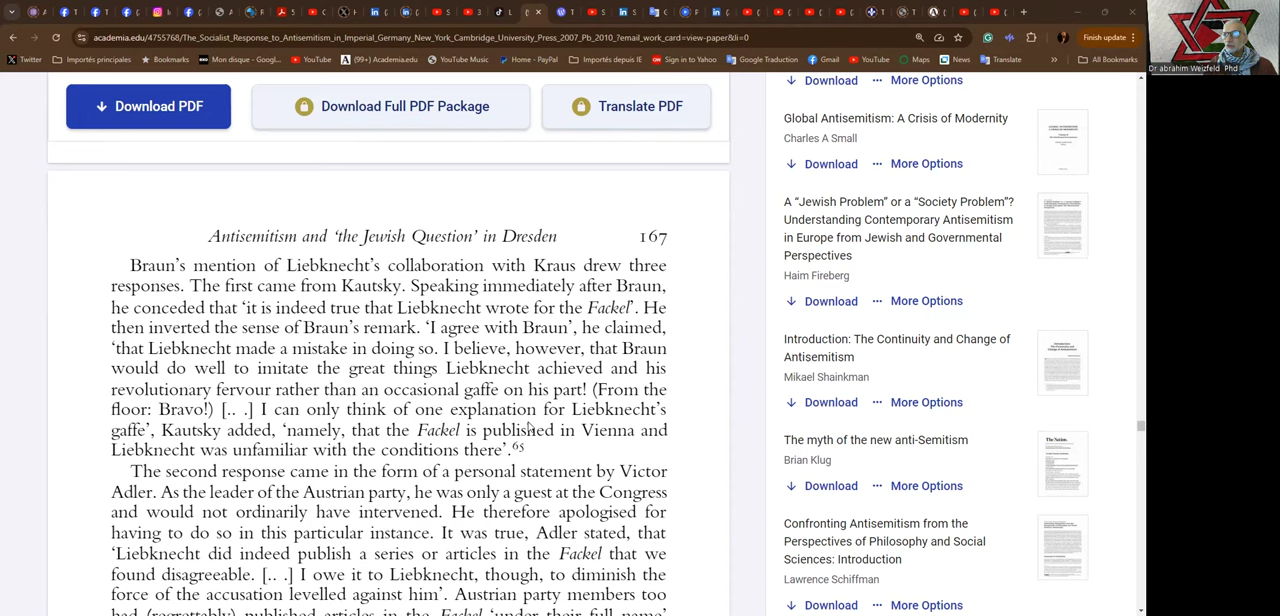 Finish update
academia.edu/4755768/The_Socialist_Response_to_Antisemitism_in_Imperial_Germany_New_York_Cambridge_University_Press_2007_Pb_2010_?email_work_card=view-paper&li=0
Twitter
Importés principales
Bookmarks
Mon disque - Googl...
YouTube
(99+) Academia.edu
YouTube Music
Home - PayPal
Importés depuis IE
Sign in to Yahoo
Google Traduction
Gmail
YouTube
Maps
News
Translate
All Bookmarks
Dr abrahim Weizfeld Phd
Download PDF
Download Full PDF Package
Translate PDF
Antisemitism and ‘the Jewish Question’ in Dresden 167
Braun’s mention of Liebknecht’s collaboration with Kraus drew three
responses. The first came from Kautsky. Speaking immediately after Braun,
he conceded that ‘it is indeed true that Liebknecht wrote for the Fackel’. He
then inverted the sense of Braun’s remark. ‘I agree with Braun’, he claimed,
‘that Liebknecht made a mistake in doing so. I believe, however, that Braun
would do well to imitate the great things Liebknecht achieved and his
revolutionary fervour rather than an occasional gaffe on his part! (From the
floor: Bravo!) [.. .] I can only think of one explanation for Liebknecht’s
gaffe’, Kautsky added, ‘namely, that the Fackel is published in Vienna and
Liebknecht was unfamiliar with the conditions there’.65
The second response came in the form of a personal statement by Victor
Adler. As the leader of the Austrian party, he was only a guest at the Congress
and would not ordinarily have intervened. He therefore apologised for
having to do so in this particular instance. It was true, Adler stated that
‘Liebknecht did indeed publish a series or articles in the Fackel that we
found disagreeable. [. . .] I owe it to Liebknecht, though, to diminish the
force of the accusation levelled against him’. Austrian party members too
had (regrettably) published articles in the Fackel ‘under their full name’
Download
More Options
Global Antisemitism: A Crisis of Modernity
Charles A Small
Download
More Options
A “Jewish Problem” or a “Society Problem”?
Understanding Contemporary Antisemitism
in Europe from Jewish and Governmental
Perspectives
Haim Fireberg
Download
More Options
Introduction: The Continuity and Change of
Antisemitism
Mikael Shainkman
Download
More Options
The myth of the new anti-Semitism
Brian Klug
Download
More Options
The Nation.
Confronting Antisemitism from the
Perspectives of Philosophy and Social
Sciences: Introduction
Lawrence Schiffman
Download
More Options